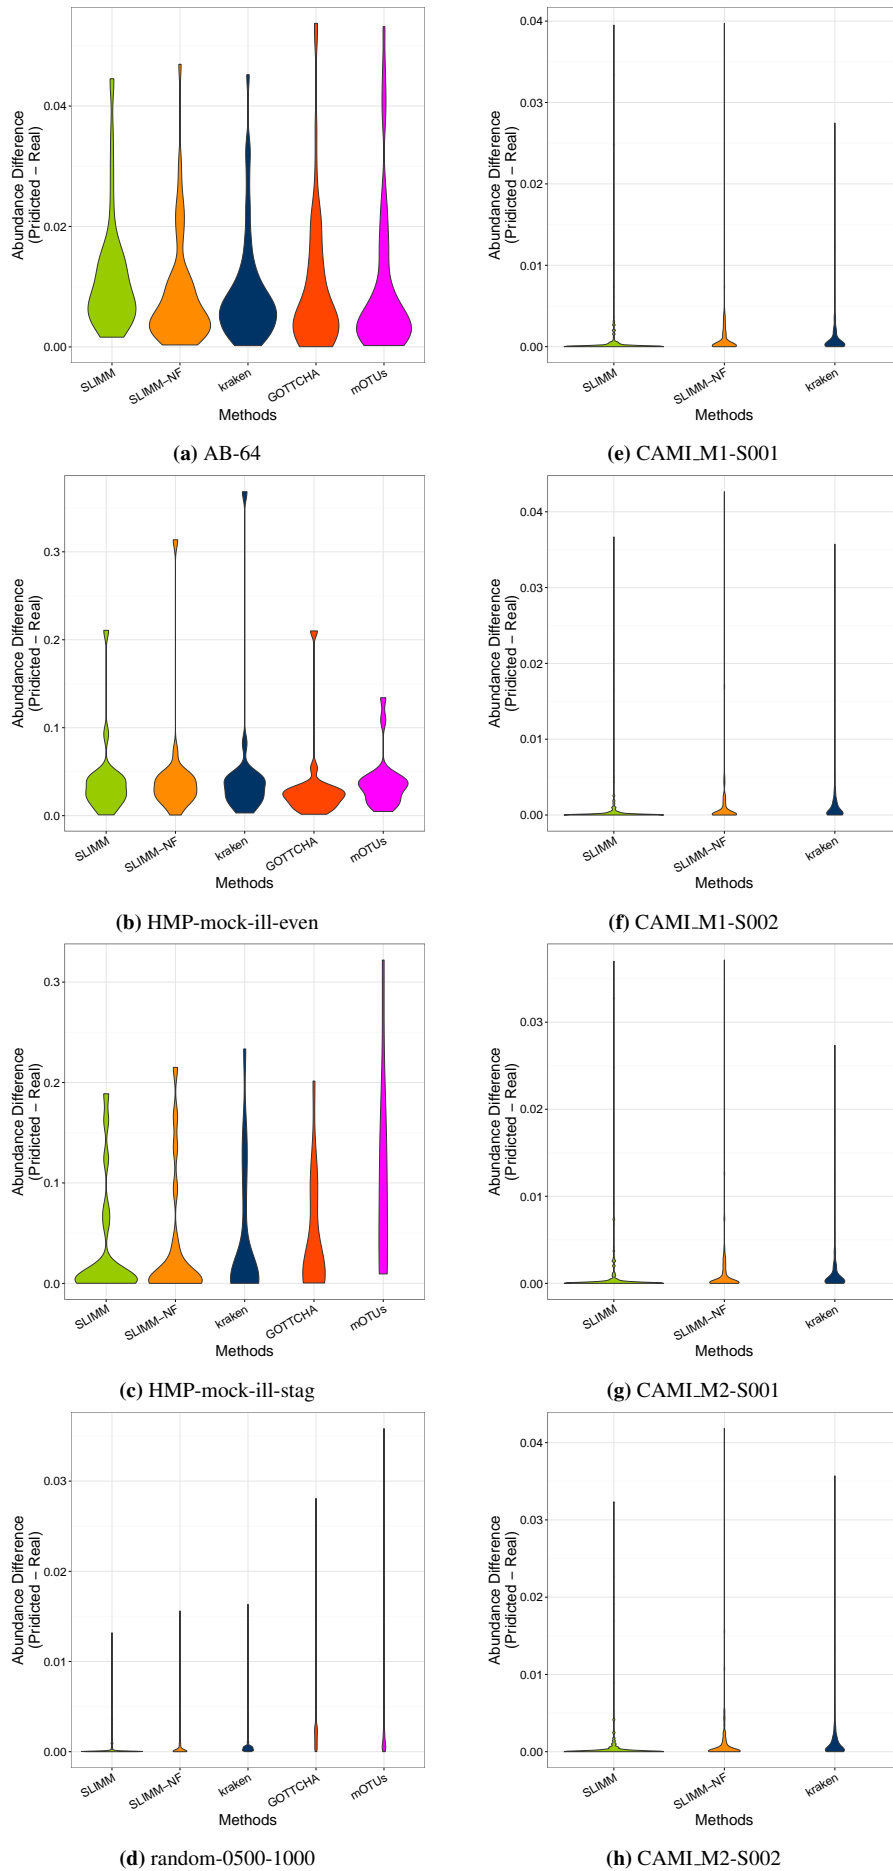 0.04
0.02
0.00
Abundance Difference
(Pridicted − Real)
SLIMM
SLIMM−NF
kraken
GOTTCHA
mOTUs
Methods
(a) AB-64
0.04
0.03
0.02
0.01
0.00
Abundance Difference
(Pridicted − Real)
SLIMM
SLIMM−NF
kraken
Methods
(e) CAMI_M1-S001
0.3
0.2
0.1
0.0
Abundance Difference
(Pridicted − Real)
SLIMM
SLIMM−NF
kraken
GOTTCHA
mOTUs
Methods
(b) HMP-mock-ill-even
0.04
0.03
0.02
0.01
0.00
Abundance Difference
(Pridicted − Real)
SLIMM
SLIMM−NF
kraken
Methods
(f) CAMI_M1-S002
0.3
0.2
0.1
0.0
Abundance Difference
(Pridicted − Real)
SLIMM
SLIMM−NF
kraken
GOTTCHA
mOTUs
Methods
(c) HMP-mock-ill-stag
0.03
0.02
0.01
0.00
Abundance Difference
(Pridicted − Real)
SLIMM
SLIMM−NF
kraken
Methods
(g) CAMI_M2-S001
0.03
0.02
0.01
0.00
Abundance Difference
(Pridicted − Real)
SLIMM
SLIMM−NF
kraken
GOTTCHA
mOTUs
Methods
(d) random-0500-1000
0.04
0.03
0.02
0.01
0.00
Abundance Difference
(Pridicted − Real)
SLIMM
SLIMM−NF
kraken
Methods
(h) CAMI_M2-S002